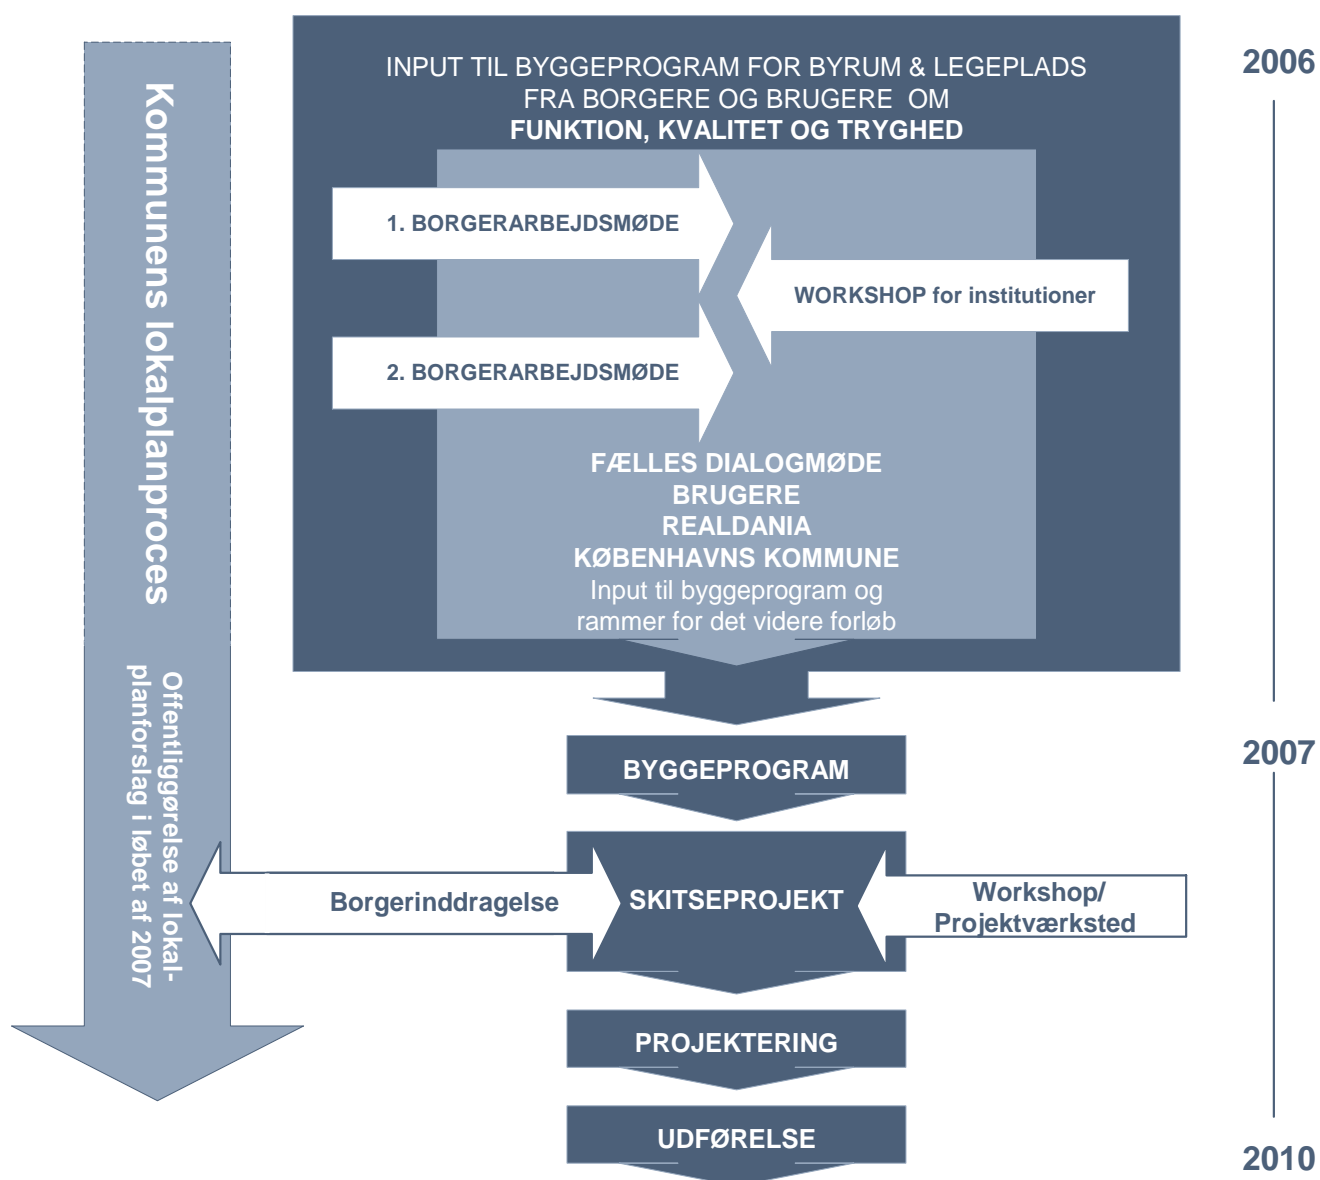 INPUT TIL BYGGEPROGRAM FOR BYRUM & LEGEPLADS
FRA BORGERE OG BRUGERE OM
FUNKTION, KVALITET OG TRYGHED
2006
1. BORGERARBEJDSMØDE
WORKSHOP for institutioner
2. BORGERARBEJDSMØDE
FÆLLES DIALOGMØDE
BRUGERE
REALDANIA
KØBENHAVNS KOMMUNE
Input til byggeprogram og
rammer for det videre forløb
Kommunens lokalplanproces
Offentliggørelse af lokal-
planforslag i løbet af 2007
2007
BYGGEPROGRAM
Borgerinddragelse
SKITSEPROJEKT
Workshop/
Projektværksted
PROJEKTERING
UDFØRELSE
2010